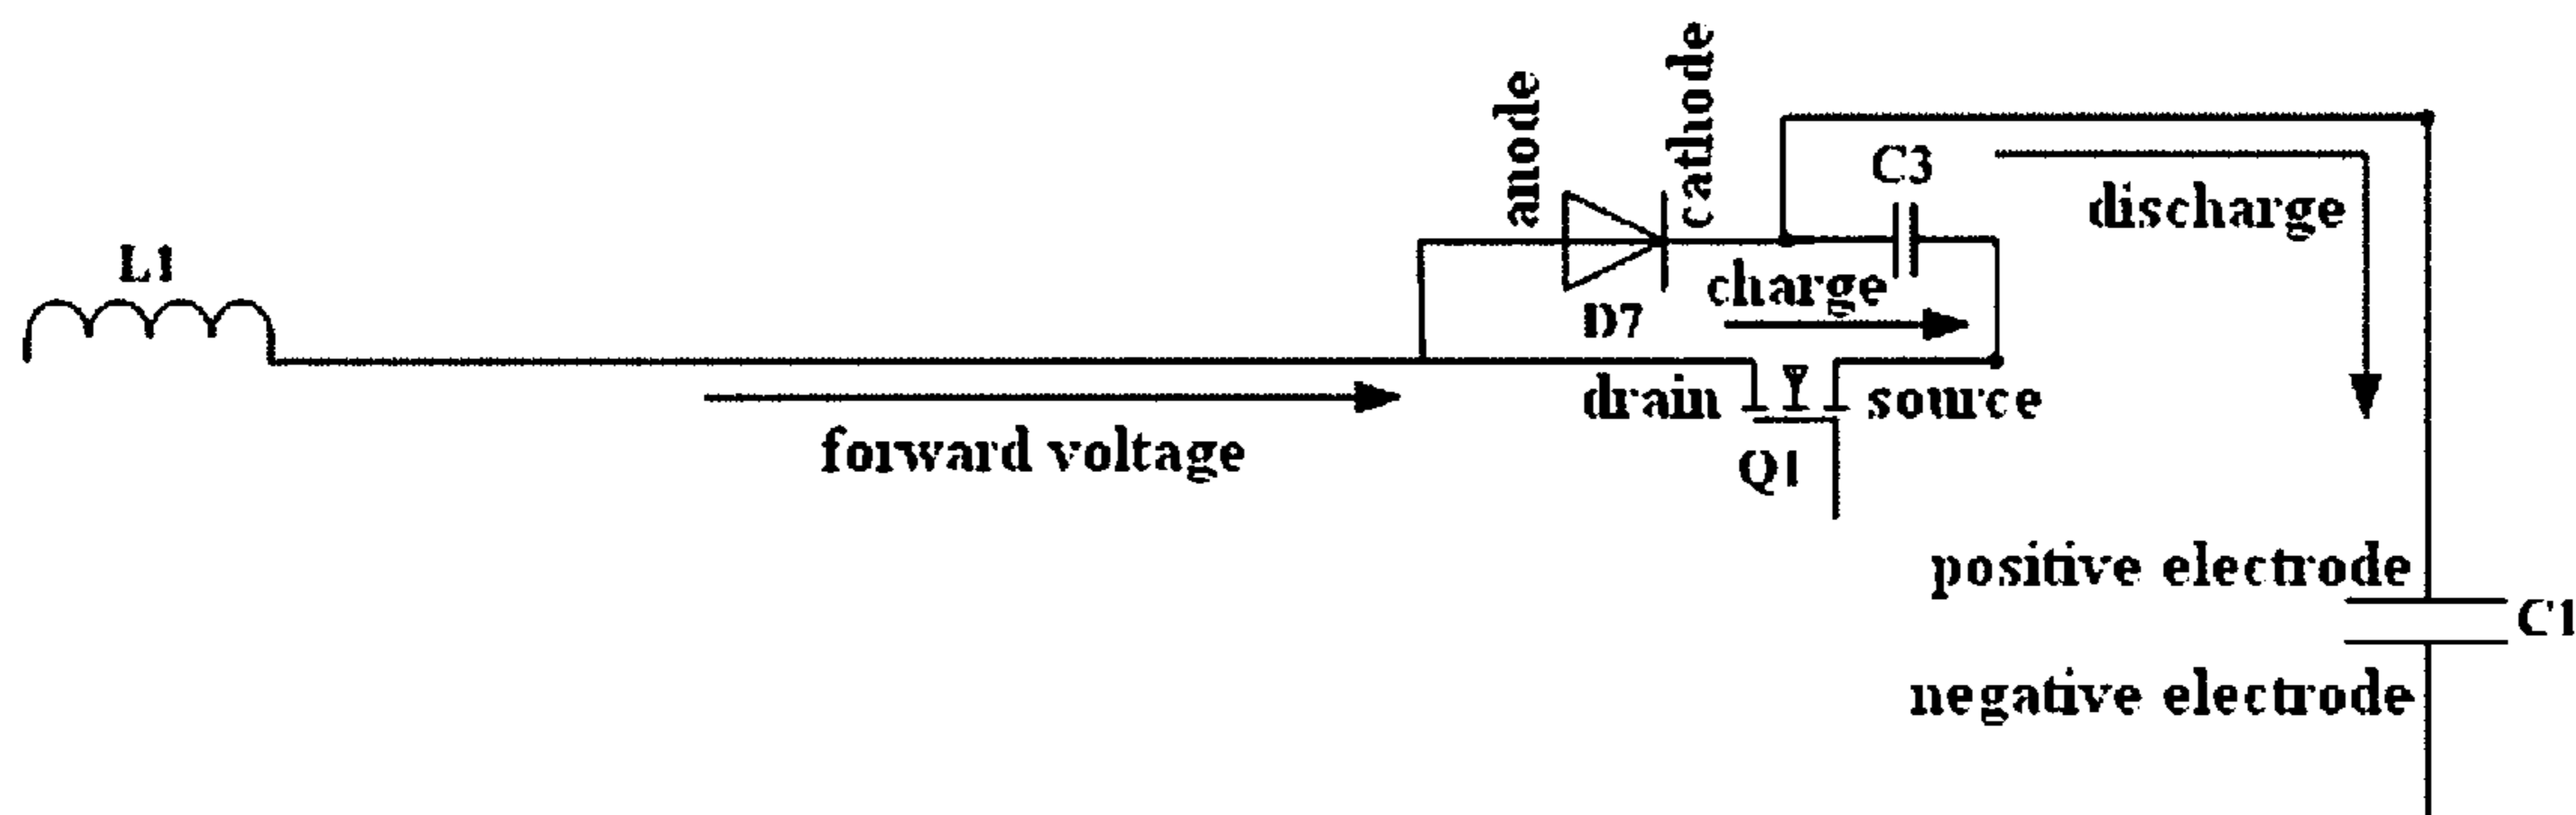 anode
cathode
C3
discharge
L1
charge
D7
drain
source
forward voltage
Q1
positive electrode
C1
negative electrode